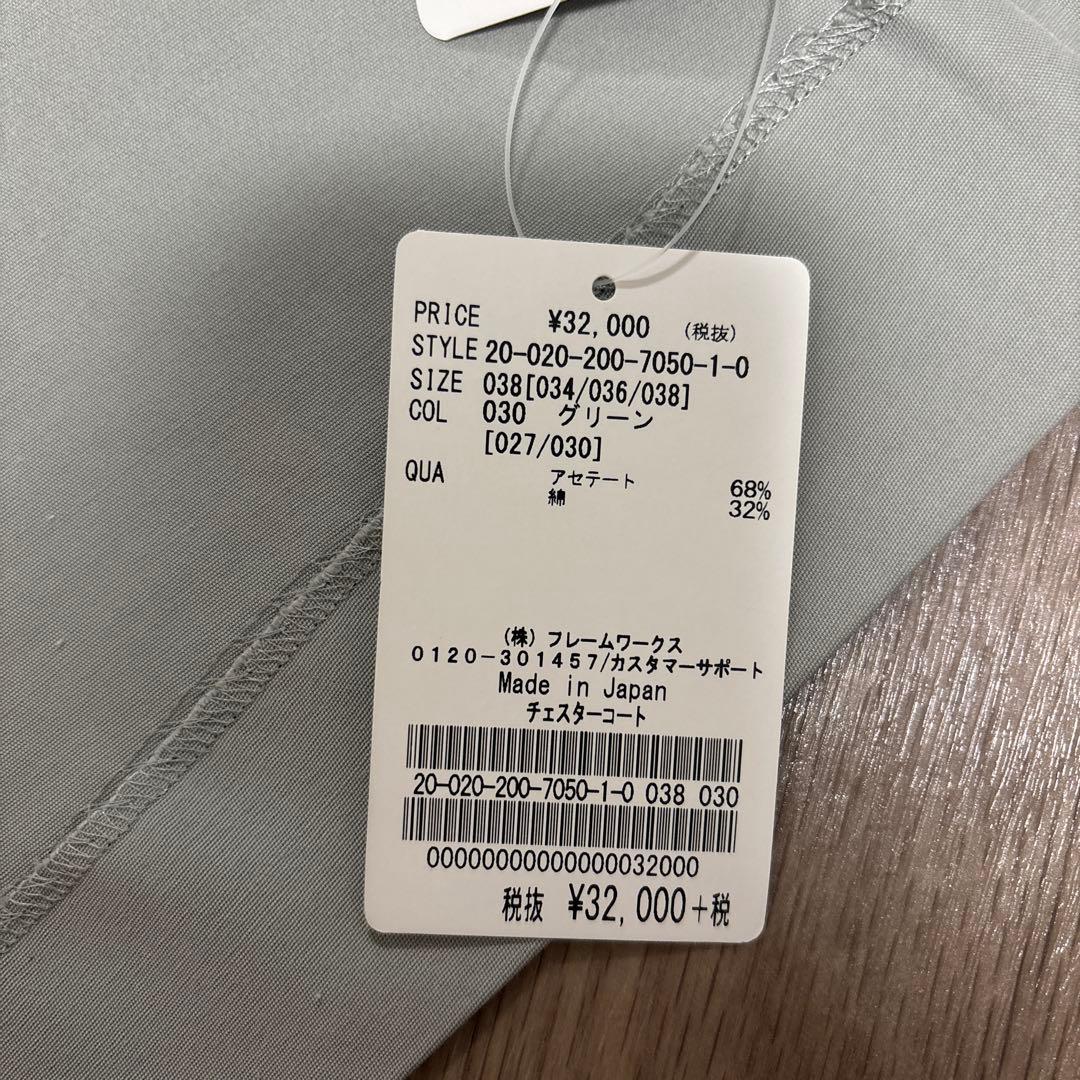 PRICE ¥32,000 (税抜)
STYLE 20-020-200-7050-1-0
SIZE 038[034/036/038]
COL 030 グリーン
[027/030]
QUA アセテート 68%
綿 32%
(株) フレームワークス
0120-301457/カスタマーサポート
Made in Japan
チェスターコート
20-020-200-7050-1-0 038 030
00000000000000032000
税抜 ¥32,000+税